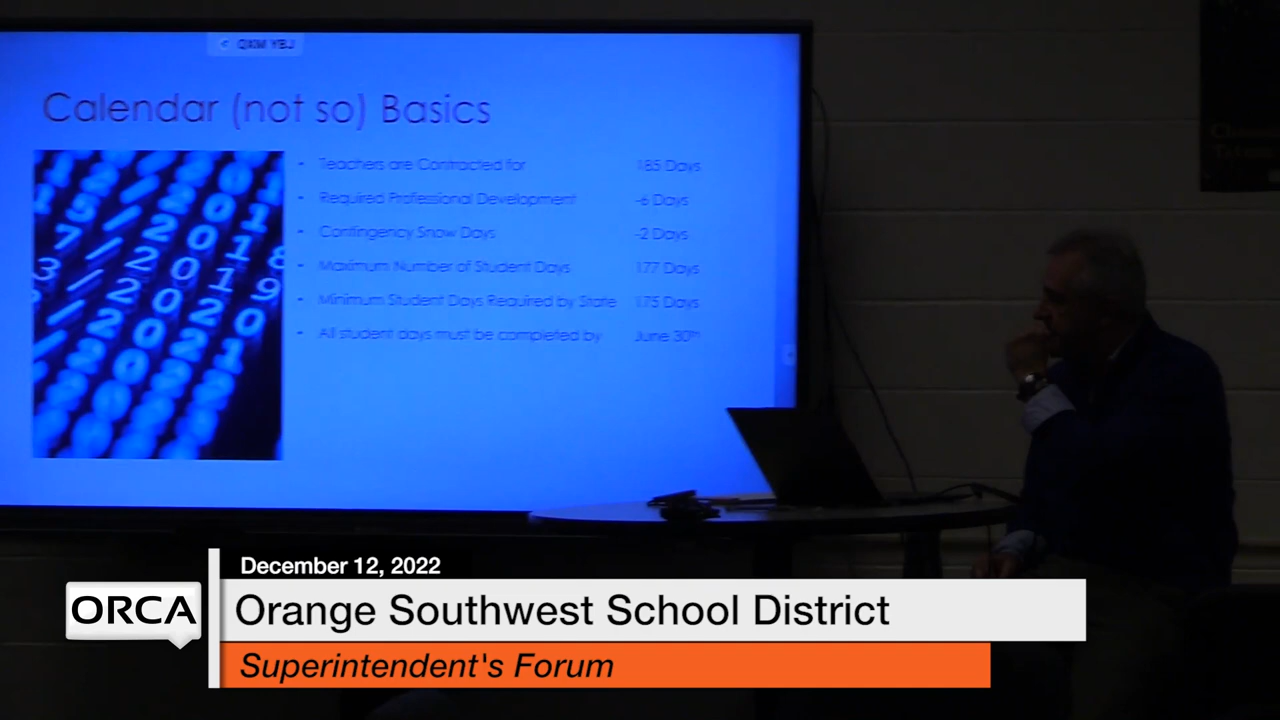 < QXM YBJ
Calendar (not so) Basics
• Teachers are Contracted for 185 Days
• Required Professional Development -6 Days
• Contingency Snow Days -2 Days
• Maximum Number of Student Days 177 Days
• Minimum Student Days Required by State 175 Days
• All student days must be completed by June 30th
December 12, 2022
ORCA
Orange Southwest School District
Superintendent's Forum